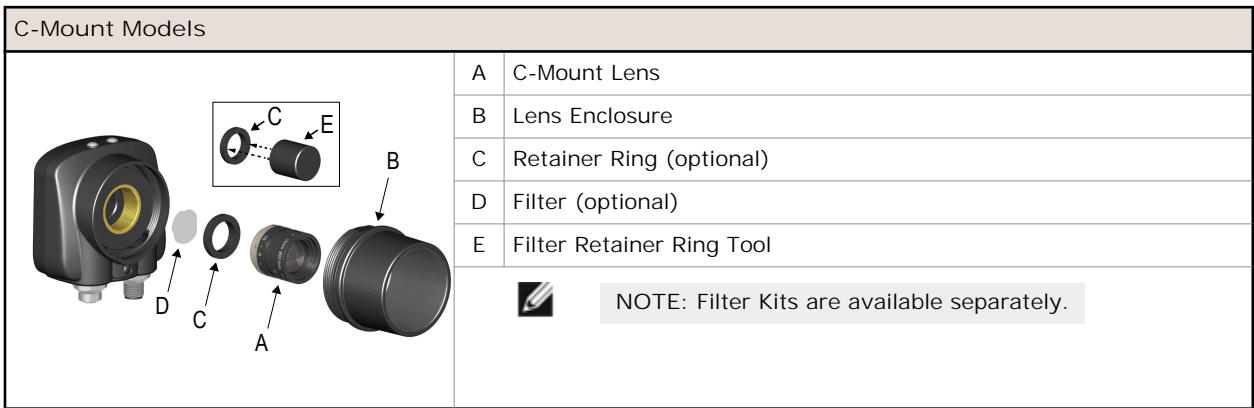 C-Mount Models
C
E
B
D
C
A
A C-Mount Lens
B Lens Enclosure
C Retainer Ring (optional)
D Filter (optional)
E Filter Retainer Ring Tool
NOTE: Filter Kits are available separately.